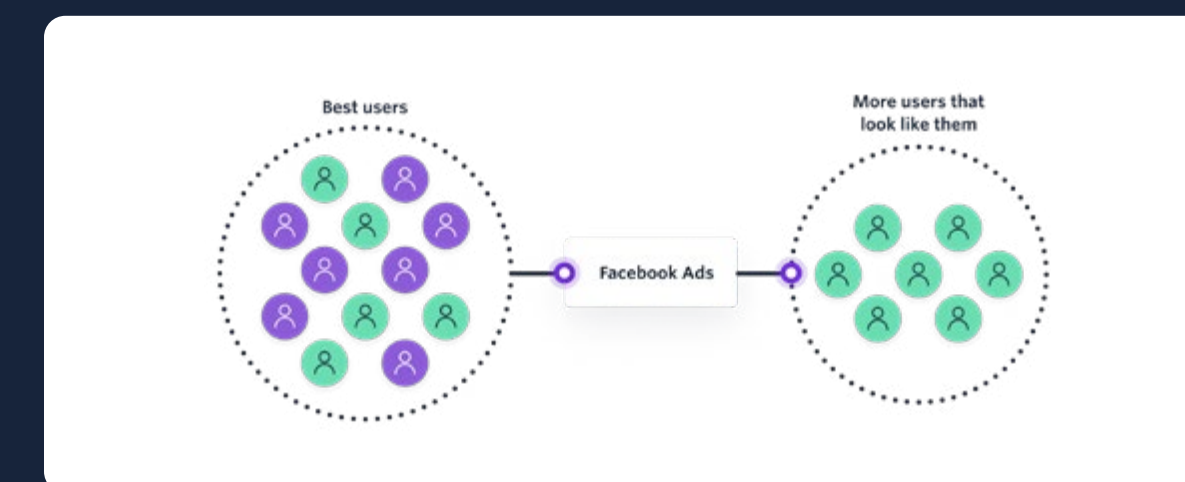 Best users
More users that
look like them
Facebook Ads